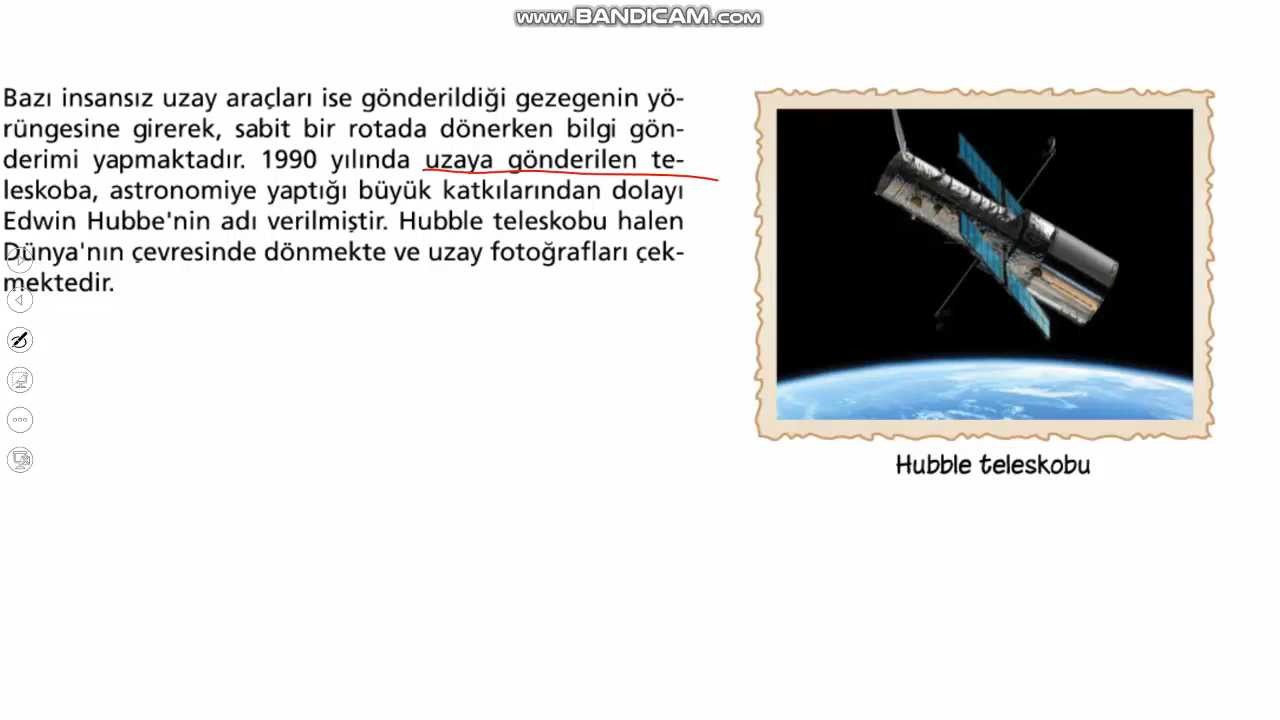 www.BANDICAM.com
Bazı insansız uzay araçları ise gönderildiği gezegenin yö-
rüngesine girerek, sabit bir rotada dönerken bilgi gön-
derimi yapmaktadır. 1990 yılında uzaya gönderilen te-
leskoba, astronomiye yaptığı büyük katkılarından dolayı
Edwin Hubbe'nin adı verilmiştir. Hubble teleskobu halen
Dünya'nın çevresinde dönmekte ve uzay fotoğrafları çek-
mektedir.
Hubble teleskobu